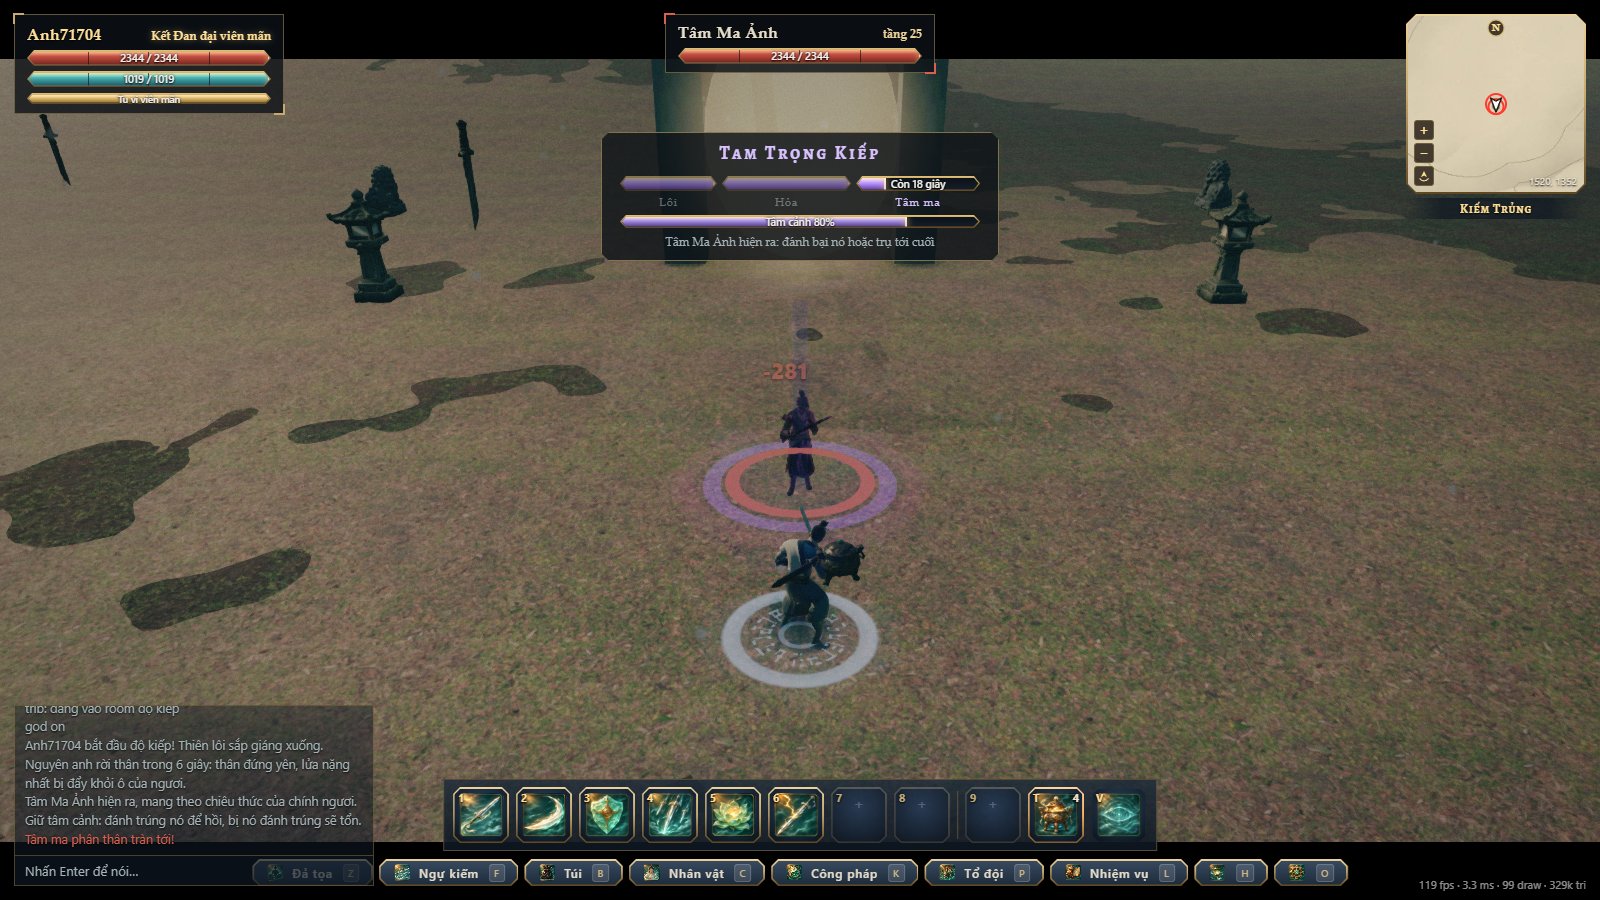 Anh71704 Kết Đan đại viên mãn
2344 / 2344
1019 / 1019
Tu vi viên mãn
Tâm Ma Ảnh tầng 25
2344 / 2344
N
+
−
1520, 1352
KIẾM TRỦNG
TAM TRỌNG KIẾP
Còn 18 giây
Lôi Hỏa Tâm ma
Tâm cảnh 80%
Tâm Ma Ảnh hiện ra: đánh bại nó hoặc trụ tới cuối
-281
trib: đang vào room độ kiếp
god on
Anh71704 bắt đầu độ kiếp! Thiên lôi sắp giáng xuống.
Nguyên anh rời thân trong 6 giây: thân đứng yên, lửa nặng
nhất bị đẩy khỏi ô của ngươi.
Tâm Ma Ảnh hiện ra, mang theo chiêu thức của chính ngươi.
Giữ tâm cảnh: đánh trúng nó để hồi, bị nó đánh trúng sẽ tổn.
Tâm ma phân thân tràn tới!
Nhấn Enter để nói...
1 2 3 4 5 6 7 8 9 T 4 V
+ + +
Đả tọa Z Ngự kiếm F Túi B Nhân vật C Công pháp K Tổ đội P Nhiệm vụ L H O
119 fps · 3.3 ms · 99 draw · 329k tri